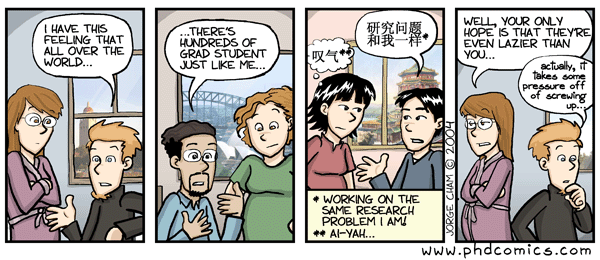 I HAVE THIS
FEELING THAT
ALL OVER THE
WORLD...
...THERE'S
HUNDREDS OF
GRAD STUDENT
JUST LIKE ME...
研究问题
和我一样*
叹气**
* WORKING ON THE
SAME RESEARCH
PROBLEM I AM!
** AI-YAH...
JORGE CHAM © 2004
WELL, YOUR ONLY
HOPE IS THAT THEY'RE
EVEN LAZIER THAN
YOU...
actually, it
takes some
pressure off
of screwing
up...
www.phdcomics.com